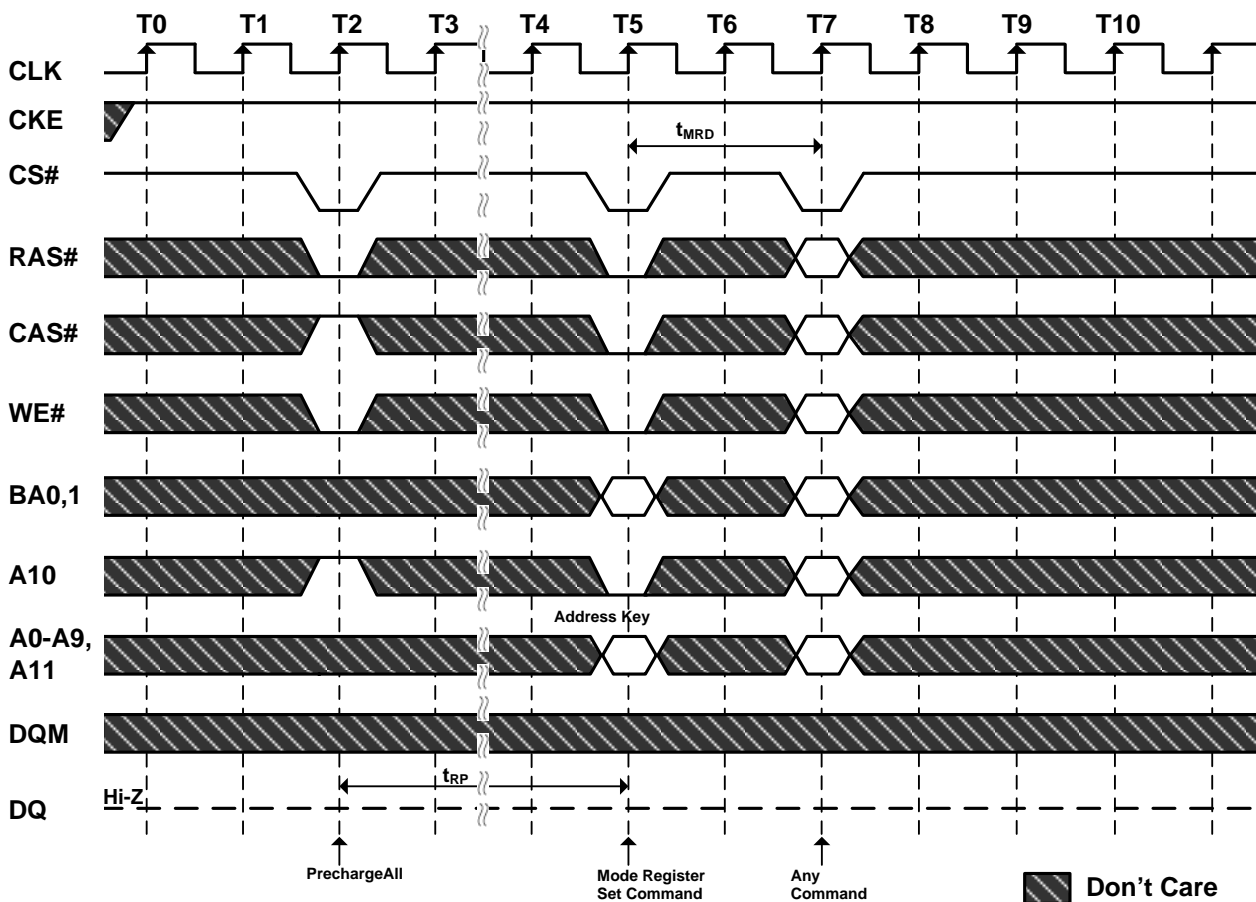 T0 T1 T2 T3 T4 T5 T6 T7 T8 T9 T10
CLK
CKE
tMRD
CS#
RAS#
CAS#
WE#
BA0,1
A10
Address Key
A0-A9,
A11
DQM
tRP
Hi-Z
DQ
PrechargeAll
Mode Register
Set Command
Any
Command
Don't Care